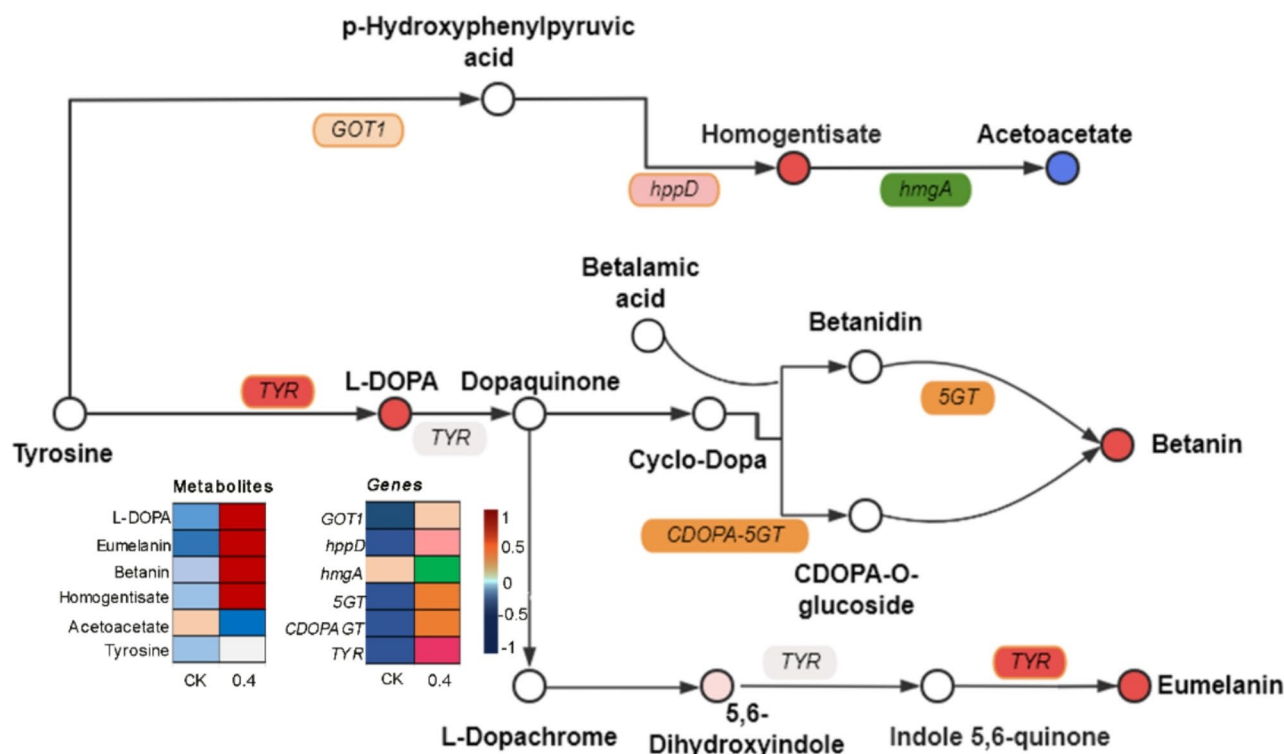 p-Hydroxyphenylpyruvic
acid
GOT1
Homogentisate
Acetoacetate
hppD
hmgA
Betalamic
acid
Betanidin
TYR
L-DOPA
Dopaquinone
5GT
Tyrosine
TYR
Cyclo-Dopa
Betanin
CDOPA-5GT
CDOPA-O-
glucoside
Metabolites
L-DOPA
Eumelanin
Betanin
Homogentisate
Acetoacetate
Tyrosine
CK 0.4
Genes
GOT1
hppD
hmgA
5GT
CDOPA GT
TYR
CK 0.4
1
0.5
0
-0.5
-1
TYR
TYR
Eumelanin
L-Dopachrome
5,6-
Dihydroxyindole
Indole 5,6-quinone